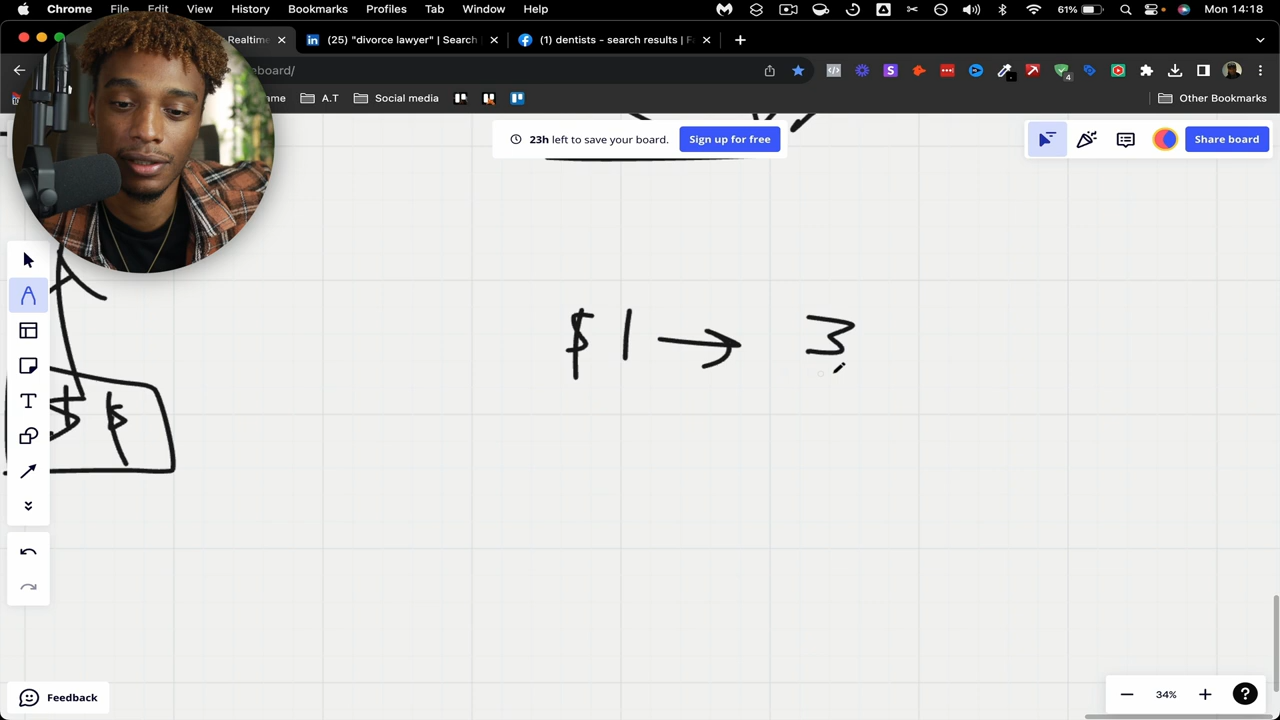 Chrome File Edit View History Bookmarks Profiles Tab Window Help 61% Mon 14:18
Realtime (25) "divorce lawyer" | Search (1) dentists - search results | F
eboard/
me A.T Social media Other Bookmarks
23h left to save your board. Sign up for free
Share board
$ 1 → 3
$ $
T
Feedback
34%